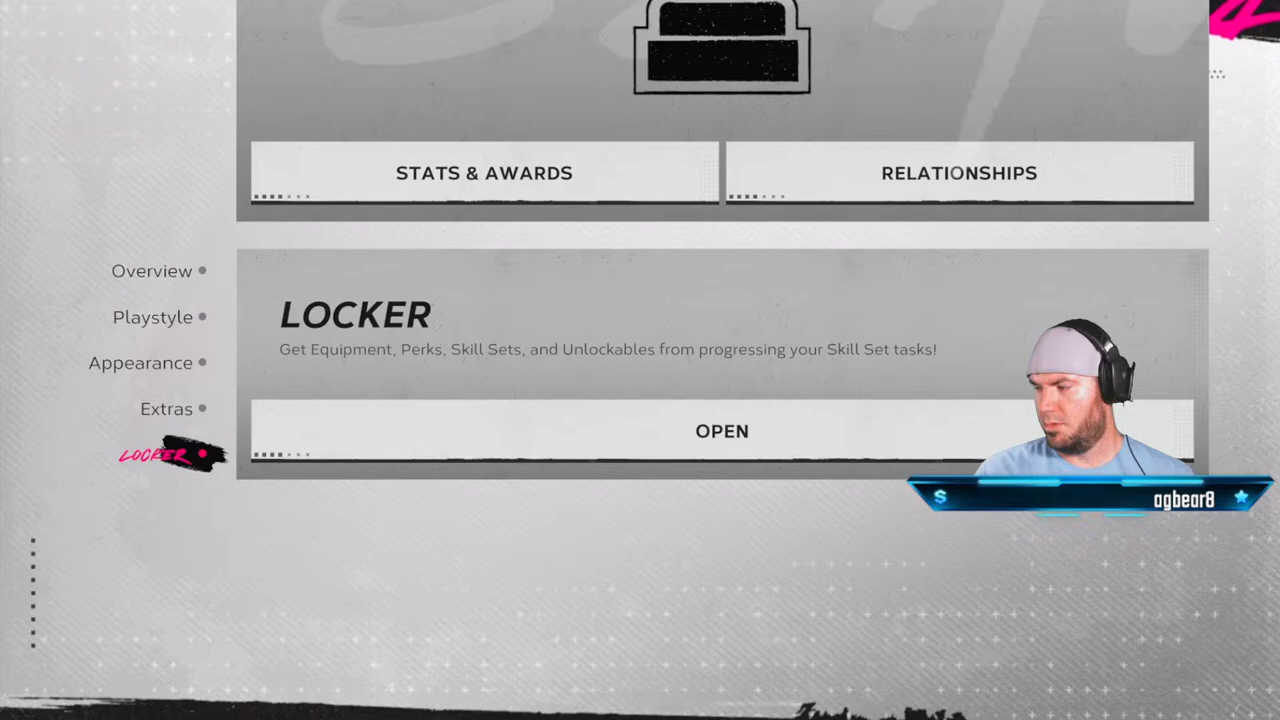 STATS & AWARDS
RELATIONSHIPS
Overview
Playstyle
Appearance
Extras
LOCKER
LOCKER
Get Equipment, Perks, Skill Sets, and Unlockables from progressing your Skill Set tasks!
OPEN
$ agbear8